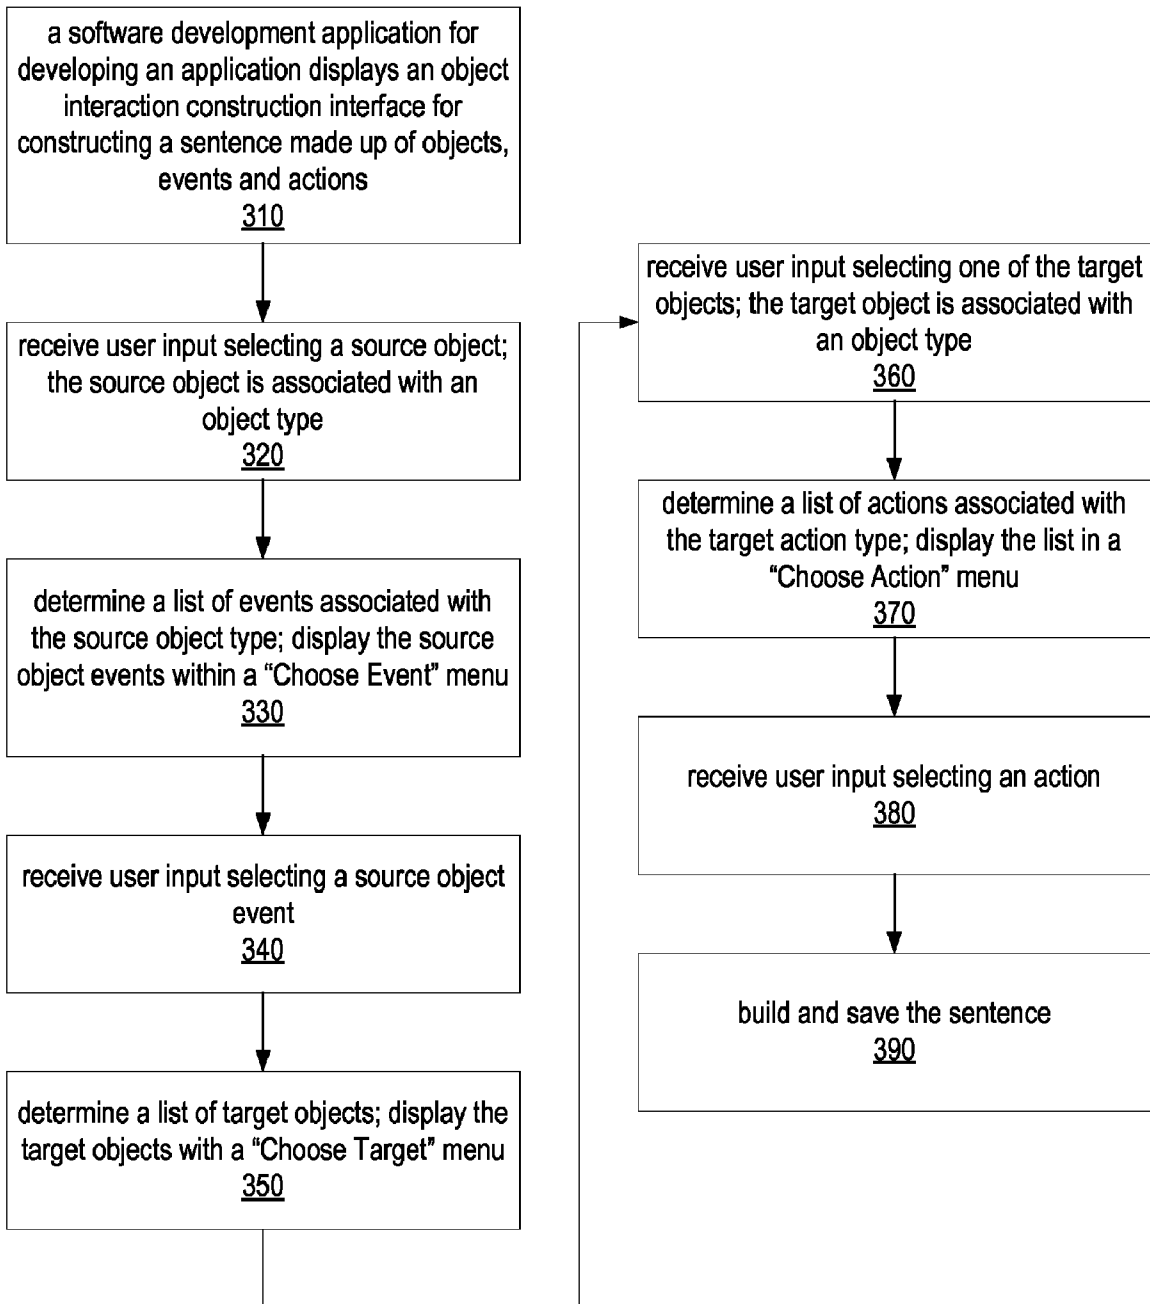 a software development application for
developing an application displays an object
interaction construction interface for
constructing a sentence made up of objects,
events and actions
310
receive user input selecting a source object;
the source object is associated with an
object type
320
determine a list of events associated with
the source object type; display the source
object events within a “Choose Event” menu
330
receive user input selecting a source object
event
340
determine a list of target objects; display the
target objects with a “Choose Target” menu
350
receive user input selecting one of the target
objects; the target object is associated with
an object type
360
determine a list of actions associated with
the target action type; display the list in a
“Choose Action” menu
370
receive user input selecting an action
380
build and save the sentence
390